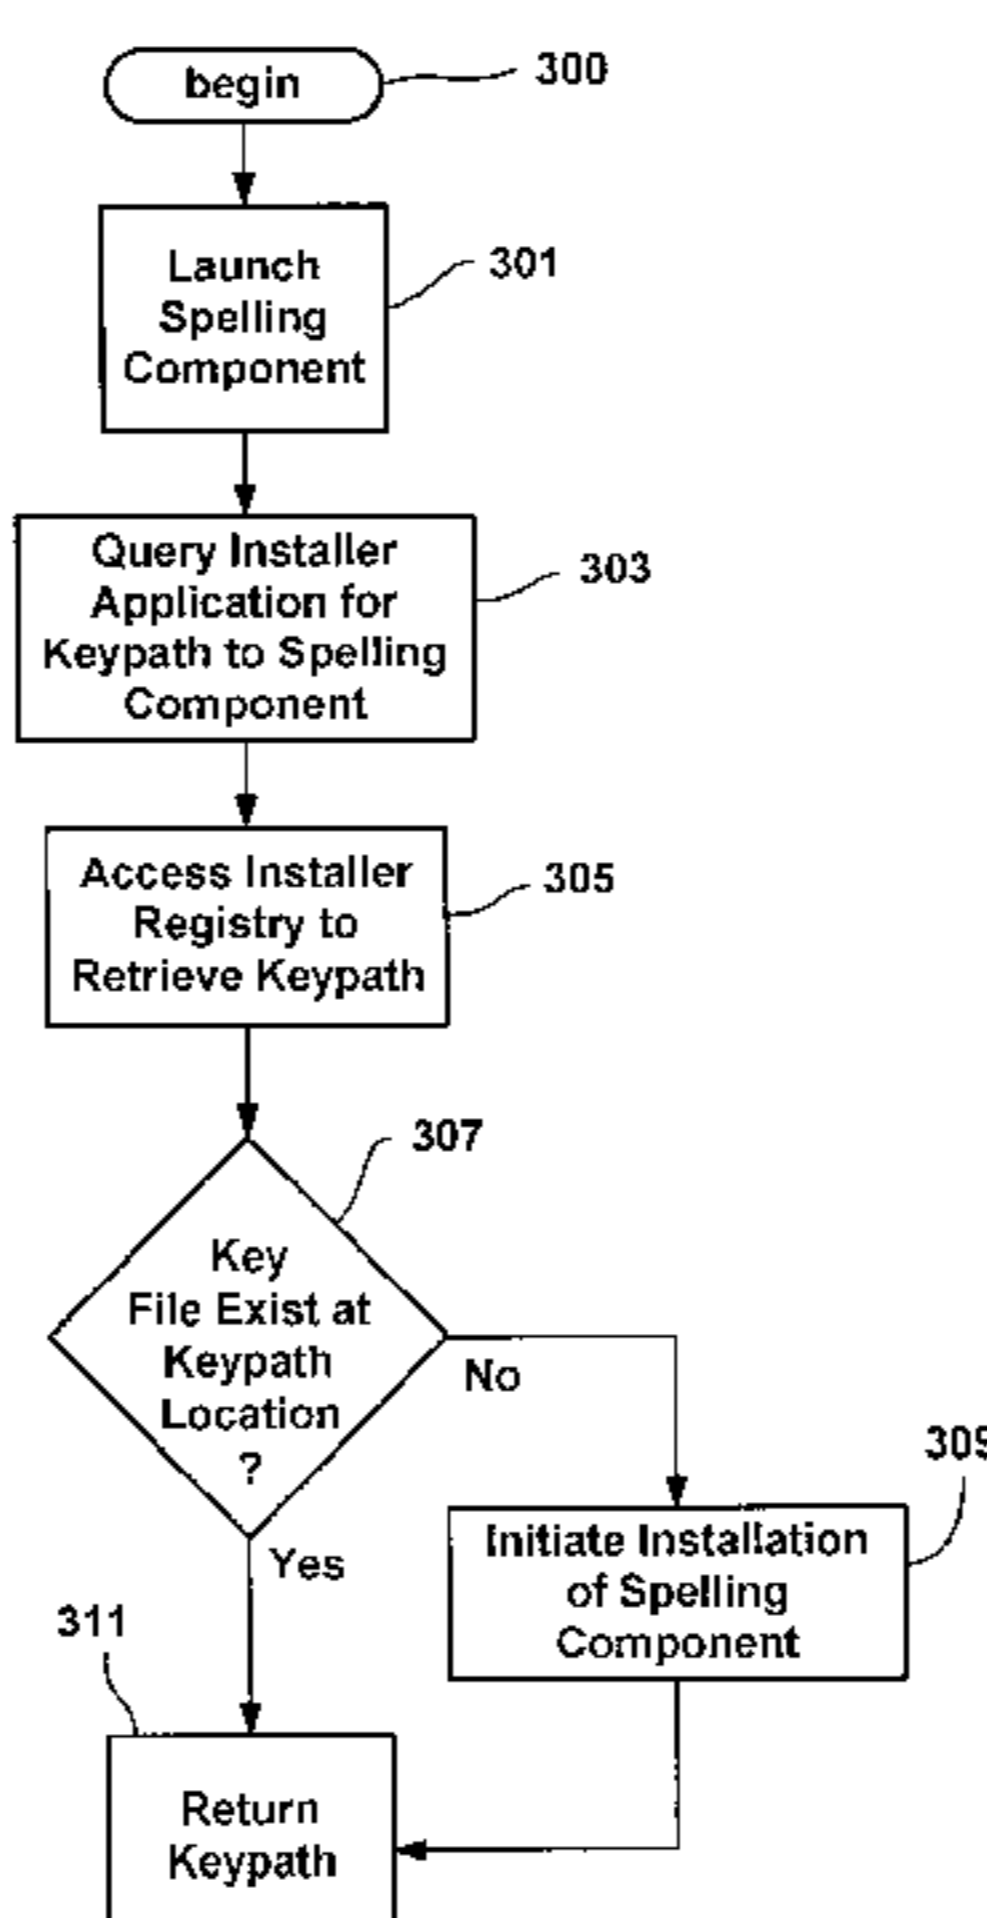 begin
300
Launch
Spelling
Component
301
Query Installer
Application for
Keypath to Spelling
Component
303
Access Installer
Registry to
Retrieve Keypath
305
307
Key
File Exist at
Keypath
Location
?
No
Yes
309
Initiate Installation
of Spelling
Component
311
Return
Keypath